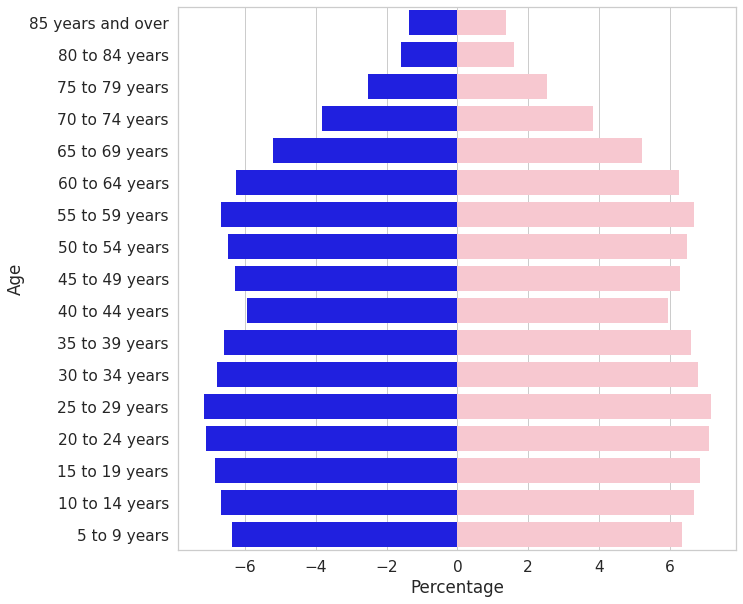 85 years and over
80 to 84 years
75 to 79 years
70 to 74 years
65 to 69 years
60 to 64 years
55 to 59 years
50 to 54 years
45 to 49 years
40 to 44 years
35 to 39 years
30 to 34 years
25 to 29 years
20 to 24 years
15 to 19 years
10 to 14 years
5 to 9 years
Age
−6 −4 −2 0 2 4 6
Percentage